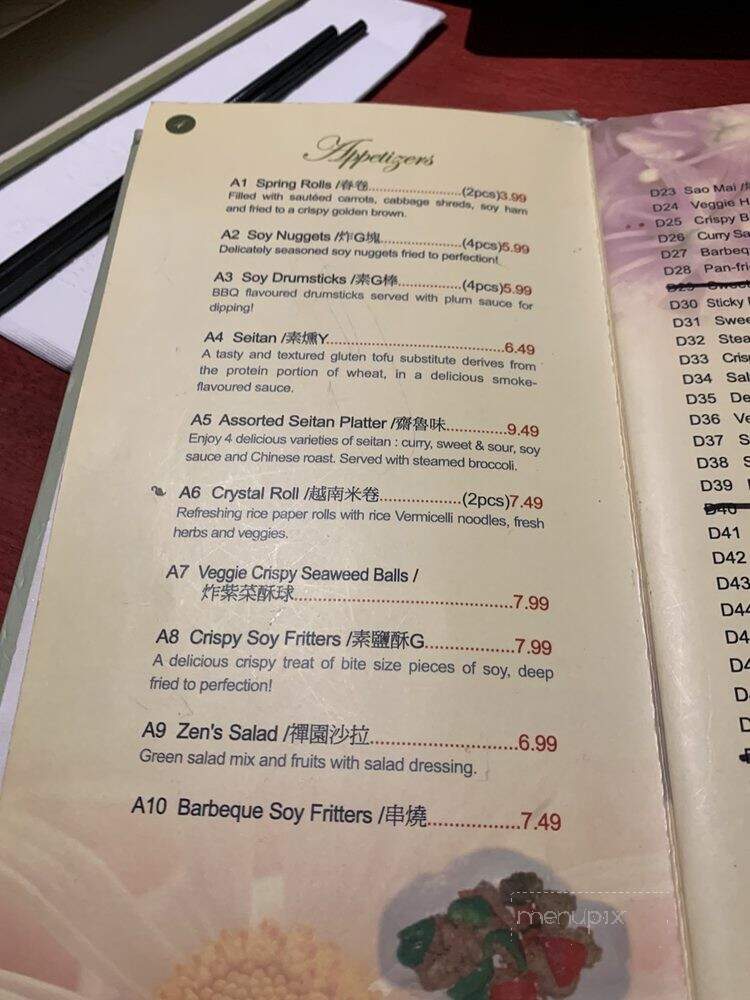 Appetizers
A1 Spring Rolls /春卷......................(2pcs)3.99
Filled with sautéed carrots, cabbage shreds, soy ham
and fried to a crispy golden brown.
A2 Soy Nuggets /炸G塊...................(4pcs)5.99
Delicately seasoned soy nuggets fried to perfection!
A3 Soy Drumsticks /素G棒...............(4pcs)5.99
BBQ flavoured drumsticks served with plum sauce for
dipping!
A4 Seitan /素燻Y.......................................6.49
A tasty and textured gluten tofu substitute derives from
the protein portion of wheat, in a delicious smoke-
flavoured sauce.
A5 Assorted Seitan Platter /齋魯味.............9.49
Enjoy 4 delicious varieties of seitan : curry, sweet & sour, soy
sauce and Chinese roast. Served with steamed broccoli.
A6 Crystal Roll /越南米卷..................(2pcs)7.49
Refreshing rice paper rolls with rice Vermicelli noodles, fresh
herbs and veggies.
A7 Veggie Crispy Seaweed Balls /
炸紫菜酥球.........................................7.99
A8 Crispy Soy Fritters /素鹽酥G.................7.99
A delicious crispy treat of bite size pieces of soy, deep
fried to perfection!
A9 Zen's Salad /禪園沙拉..........................6.99
Green salad mix and fruits with salad dressing.
A10 Barbeque Soy Fritters /串燒.................7.49
menupix
D23 Sao Mai
D24 Veggie
D25 Crispy
D26 Curry
D27
D28
D29 Sweet
D30 Sticky
D31
D32
D33
D34
D35
D36
D37
D38
D39
D40
D41
D42
D43